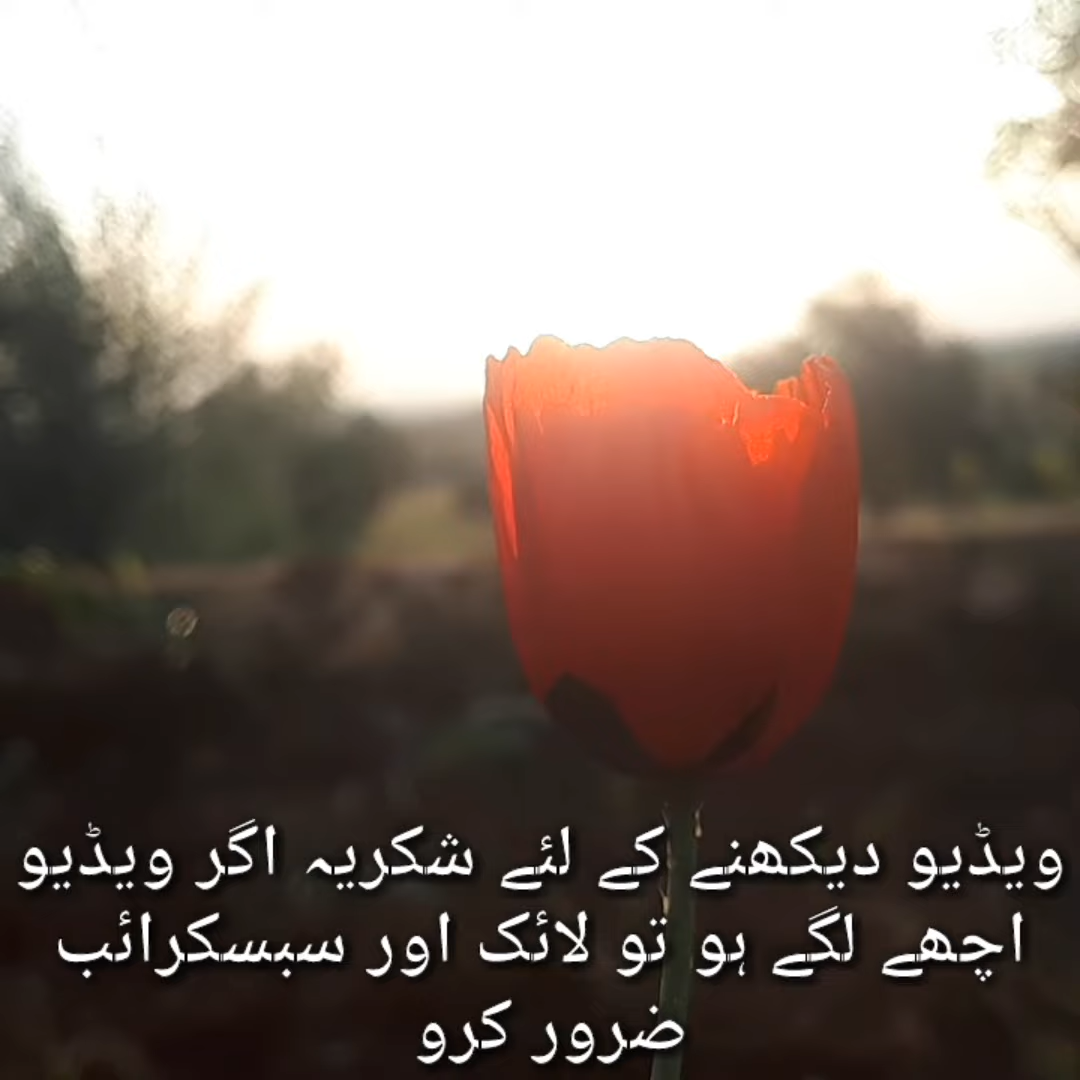 ویڈیو دیکھنے کے لئے شکریہ اگر ویڈیو
اچھے لگے ہو تو لائک اور سبسکرائب
ضرور کرو